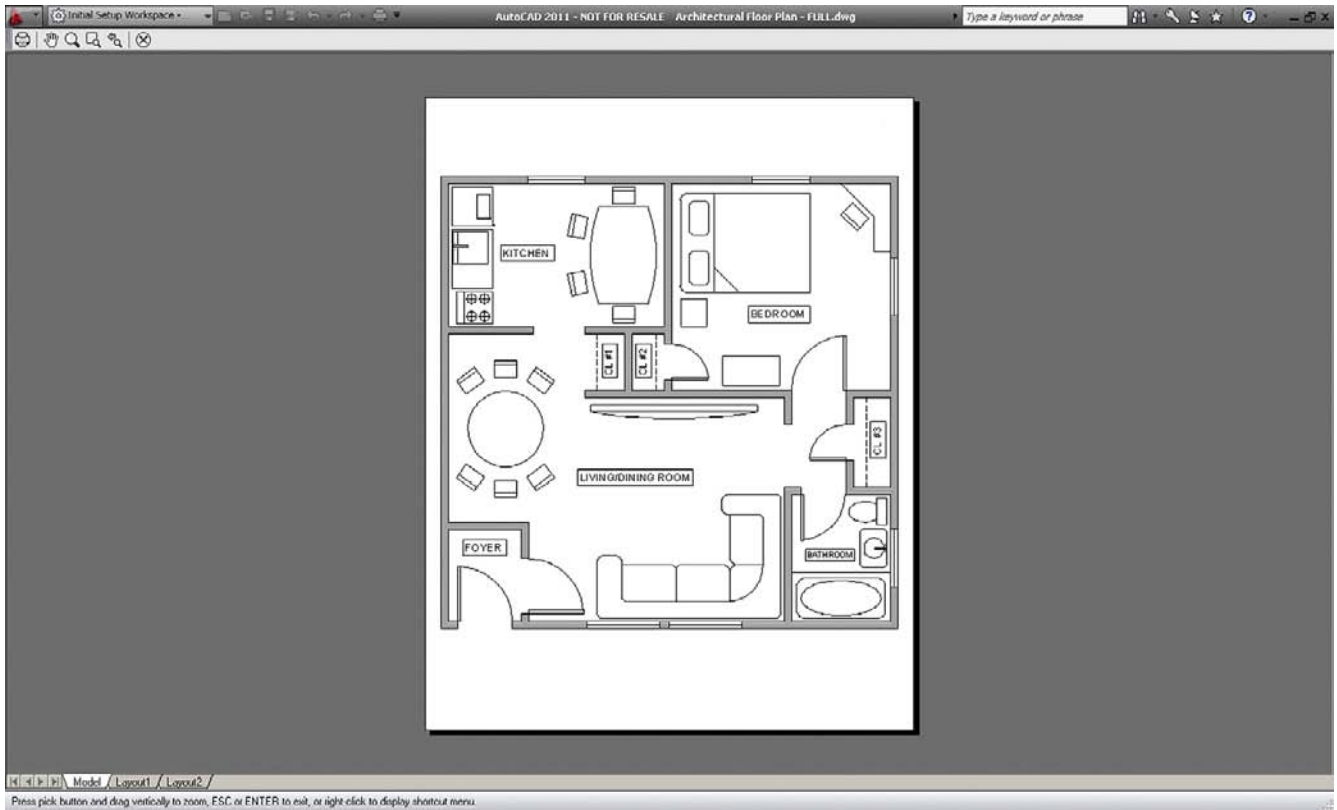 Initial Setup Workspace
AutoCAD 2011 - NOT FOR RESALE Architectural Floor Plan - FULL.dwg
Type a keyword or phrase
KITCHEN
BEDROOM
CL #1
CL #2
CL #3
LIVING/DINING ROOM
FOYER
BATHROOM
Model
Layout1
Layout2
Press pick button and drag vertically to zoom, ESC or ENTER to exit, or right-click to display shortcut menu.